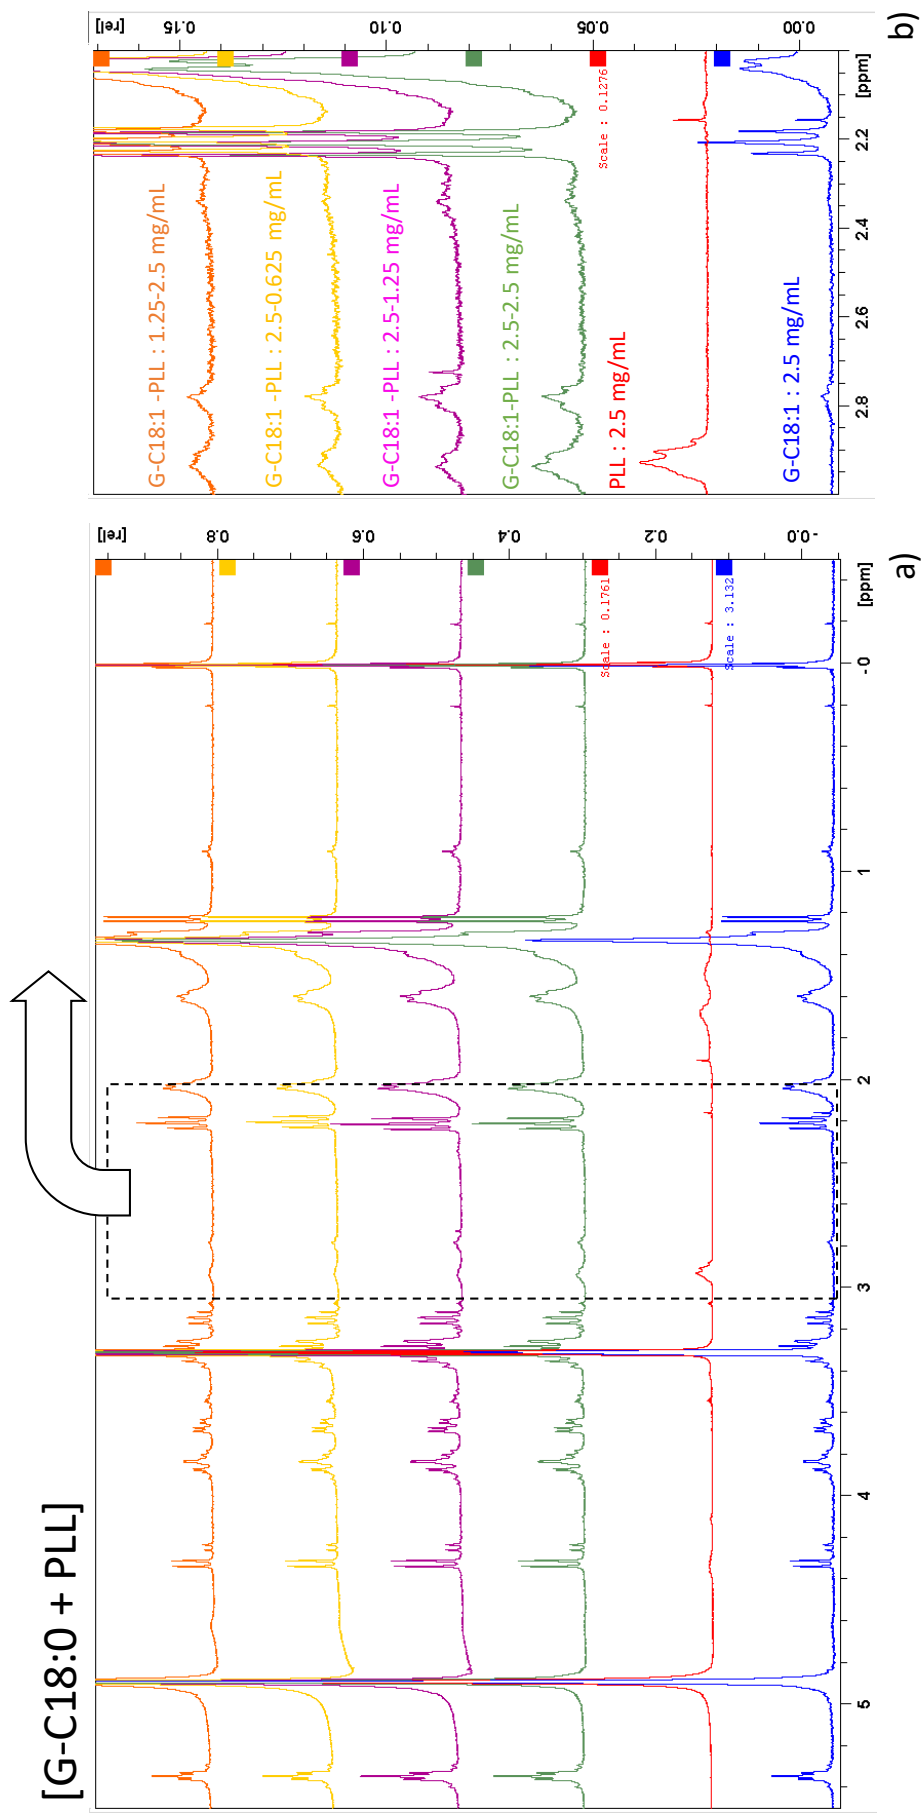 [G-C18:0 + PLL]
[rel]
0.8
0.6
0.4
0.2
-0.0
Scale : 0.1761
Scale : 3.132
5
4
3
2
1
-0
[ppm]
a)
[rel]
0.15
0.10
0.05
0.00
G-C18:1 -PLL : 1.25-2.5 mg/mL
G-C18:1 -PLL : 2.5-0.625 mg/mL
G-C18:1 -PLL : 2.5-1.25 mg/mL
G-C18:1-PLL : 2.5-2.5 mg/mL
PLL : 2.5 mg/mL
Scale : 0.1276
G-C18:1 : 2.5 mg/mL
2.8
2.6
2.4
2.2
[ppm]
b)